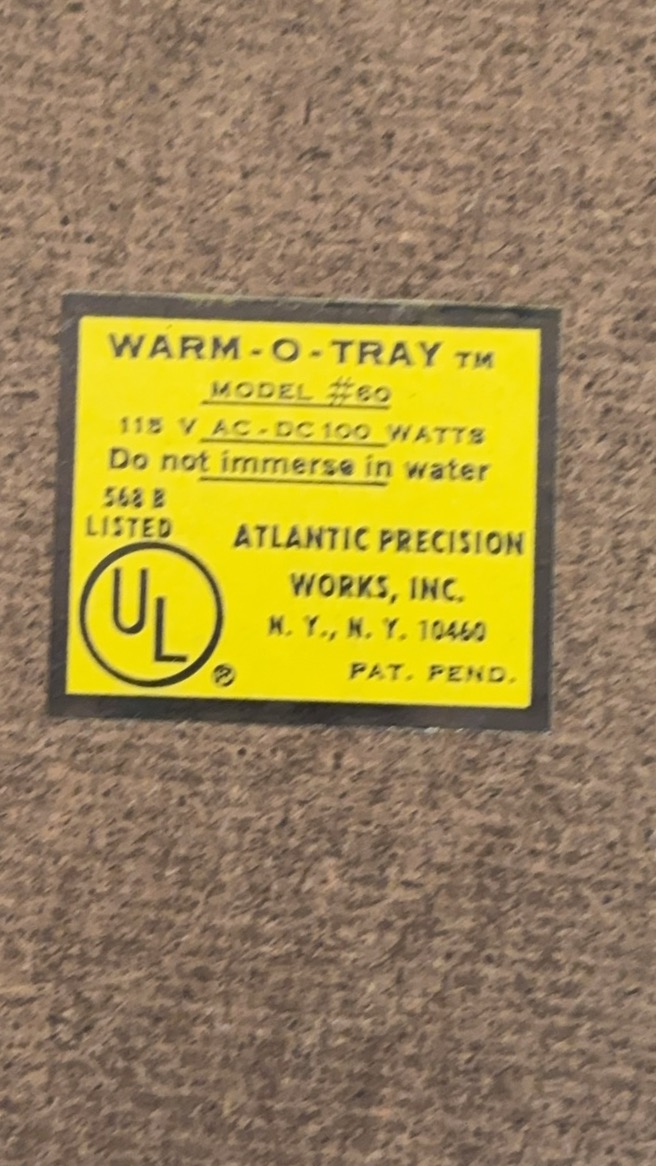 WARM-O-TRAY TM
MODEL #60
115 V AC-DC 100 WATTS
Do not immerse in water
568 B
LISTED
UL
®
ATLANTIC PRECISION
WORKS, INC.
N. Y., N. Y. 10460
PAT. PEND.